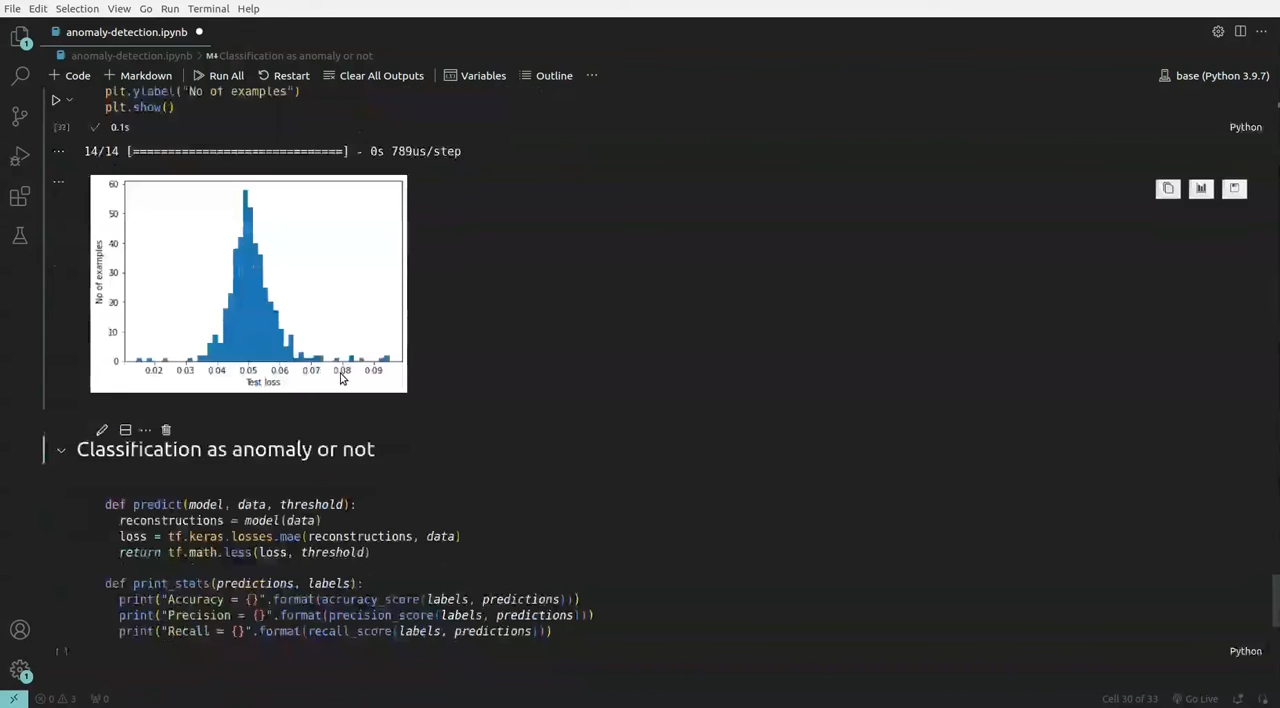 File Edit Selection View Go Run Terminal Help
anomaly-detection.ipynb
anomaly-detection.ipynb > M↓Classification as anomaly or not
+ Code + Markdown Run All Restart Clear All Outputs Variables Outline ... base (Python 3.9.7)
plt.ylabel("No of examples")
plt.show()
[37] 0.1s Python
14/14 [==============================] - 0s 789us/step
60
50
40
30
20
10
0
No of examples
0.02 0.03 0.04 0.05 0.06 0.07 0.08 0.09
Test loss
Classification as anomaly or not
def predict(model, data, threshold):
reconstructions = model(data)
loss = tf.keras.losses.mae(reconstructions, data)
return tf.math.less(loss, threshold)
def print_stats(predictions, labels):
print("Accuracy = {}".format(accuracy_score(labels, predictions)))
print("Precision = {}".format(precision_score(labels, predictions)))
print("Recall = {}".format(recall_score(labels, predictions)))
[ ] Python
0 3 0 Cell 30 of 33 Go Live